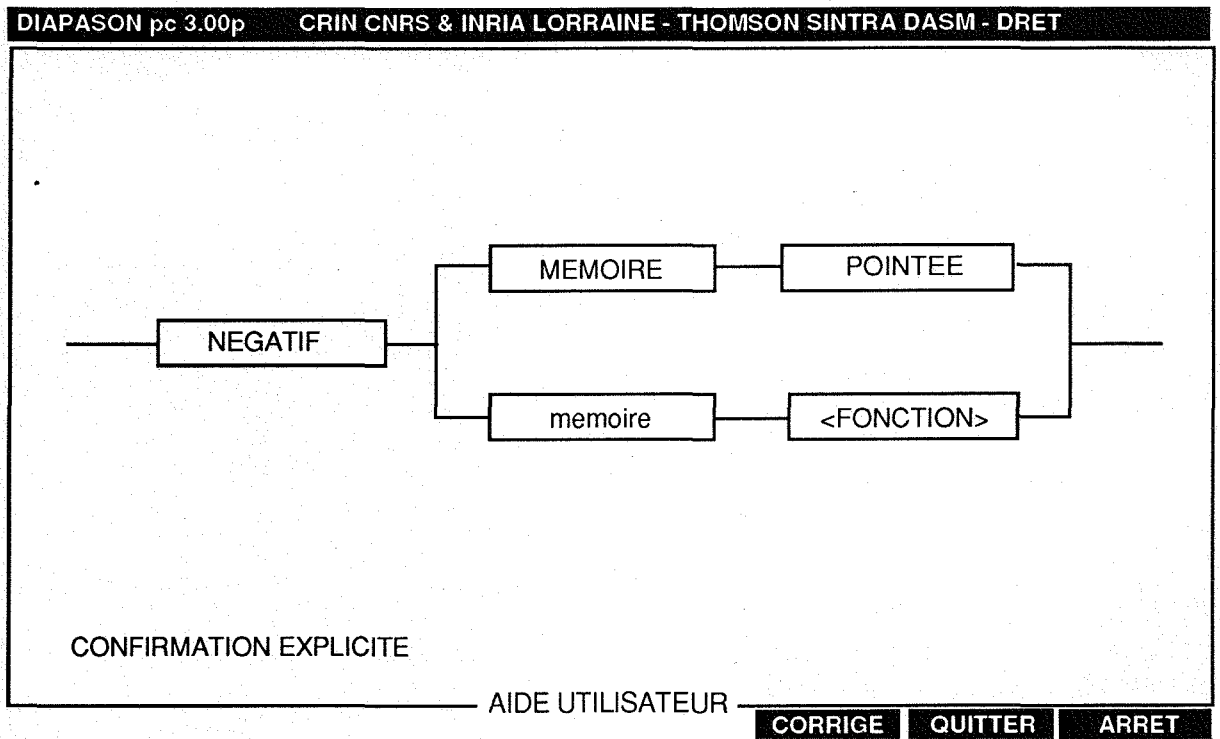 DIAPASON pc 3.00p CRIN CNRS & INRIA LORRAINE - THOMSON SINTRA DASM - DRET
MEMOIRE POINTEE
NEGATIF
memoire <FONCTION>
CONFIRMATION EXPLICITE
AIDE UTILISATEUR
CORRIGE QUITTER ARRET